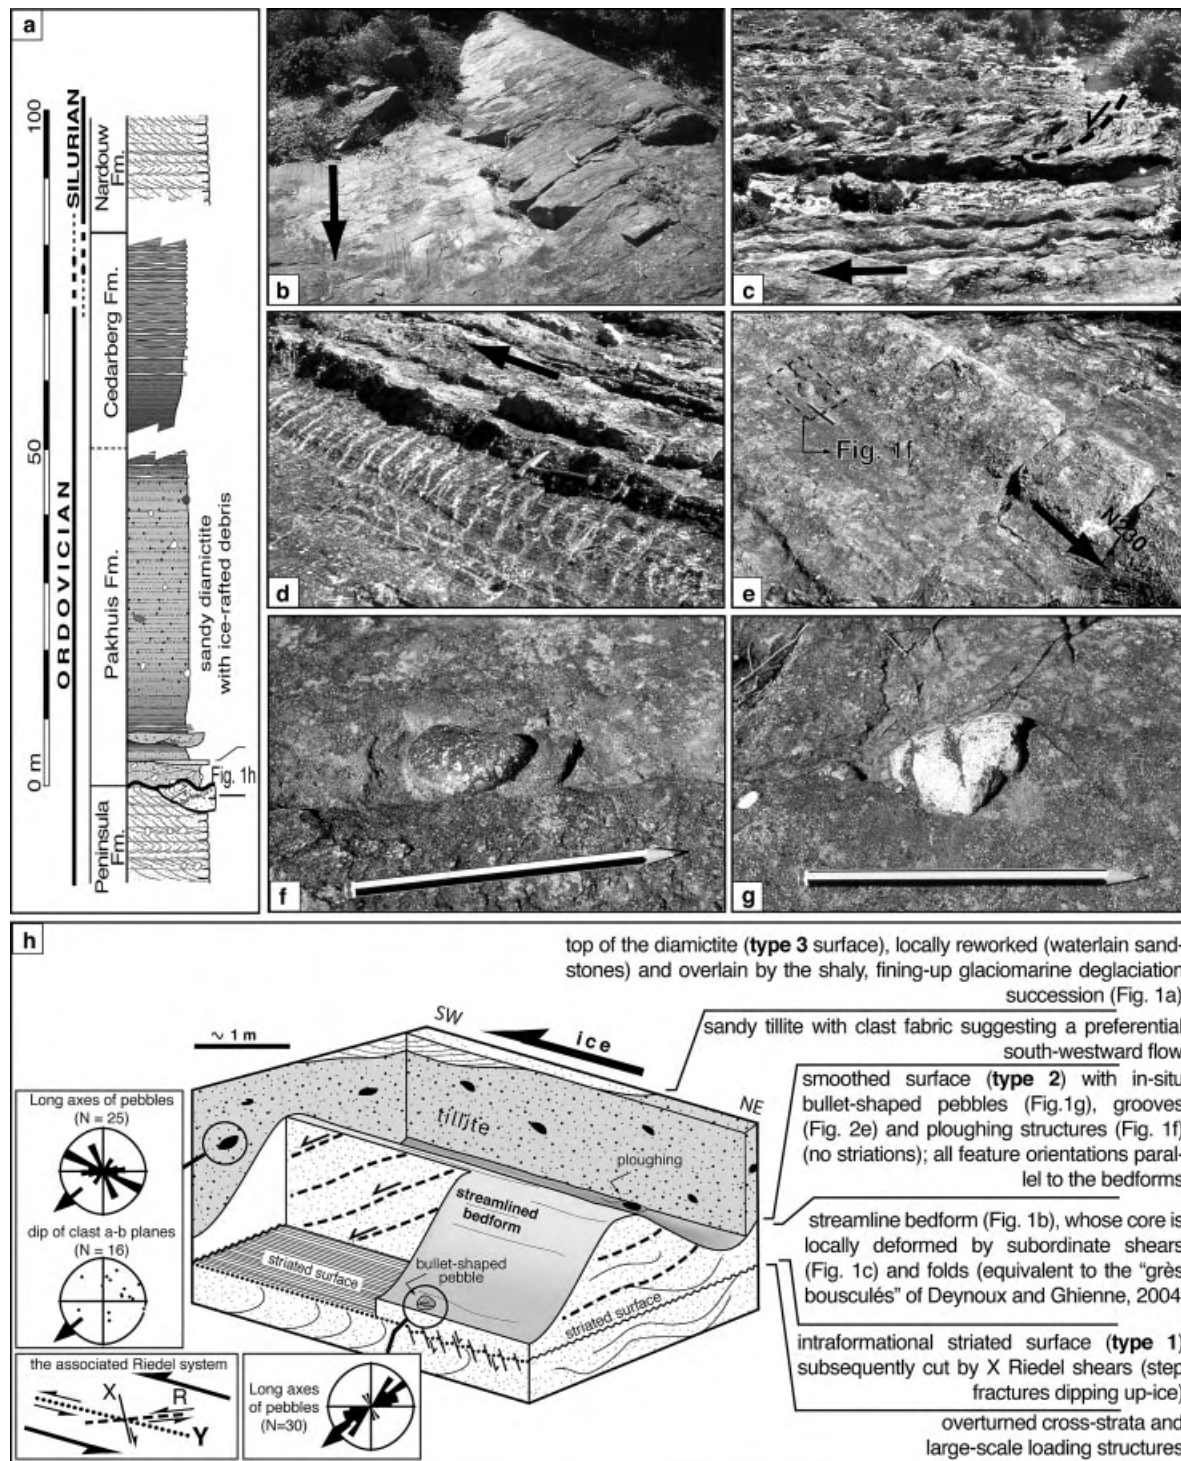 a
100
50
0 m
SILURIAN
ORDOVICIAN
Nardouw
Fm.
Cedarberg Fm.
Pakhuis Fm.
Peninsula
Fm.
sandy diamictite
with ice-rafted debris
Fig. 1h
b
c
d
e
Fig. 1f
N230
f
g
h
top of the diamictite (type 3 surface), locally reworked (waterlain sand-
stones) and overlain by the shaly, fining-up glaciomarine deglaciation
succession (Fig. 1a)
sandy tillite with clast fabric suggesting a preferential
south-westward flow
smoothed surface (type 2) with in-situ
bullet-shaped pebbles (Fig.1g), grooves
(Fig. 2e) and ploughing structures (Fig. 1f)
(no striations); all feature orientations paral-
lel to the bedforms
streamline bedform (Fig. 1b), whose core is
locally deformed by subordinate shears
(Fig. 1c) and folds (equivalent to the "grès
bousculés" of Deynoux and Ghienne, 2004
intraformational striated surface (type 1)
subsequently cut by X Riedel shears (step
fractures dipping up-ice)
overturned cross-strata and
large-scale loading structures
~ 1 m
SW
ice
NE
tillite
ploughing
streamlined
bedform
striated surface
bullet-shaped
pebble
striated surface
Long axes of pebbles
(N = 25)
dip of clast a-b planes
(N = 16)
the associated Riedel system
X
R
Y
Long axes
of pebbles
(N=30)